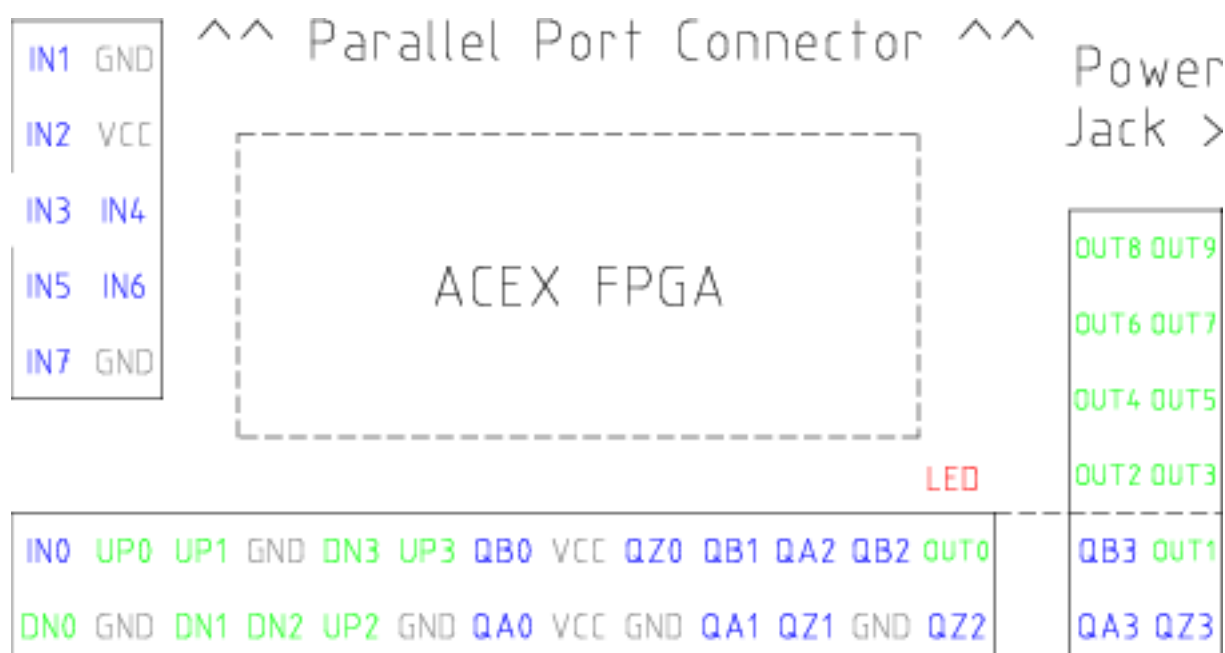 ^^ Parallel Port Connector ^^
Power
Jack >
IN1 GND
IN2 VCC
IN3 IN4
IN5 IN6
IN7 GND
ACEX FPGA
OUT8 OUT9
OUT6 OUT7
OUT4 OUT5
OUT2 OUT3
LED
IN0 UP0 UP1 GND DN3 UP3 QB0 VCC QZ0 QB1 QA2 QB2 OUT0
DN0 GND DN1 DN2 UP2 GND QA0 VCC GND QA1 QZ1 GND QZ2
QB3 OUT1
QA3 QZ3